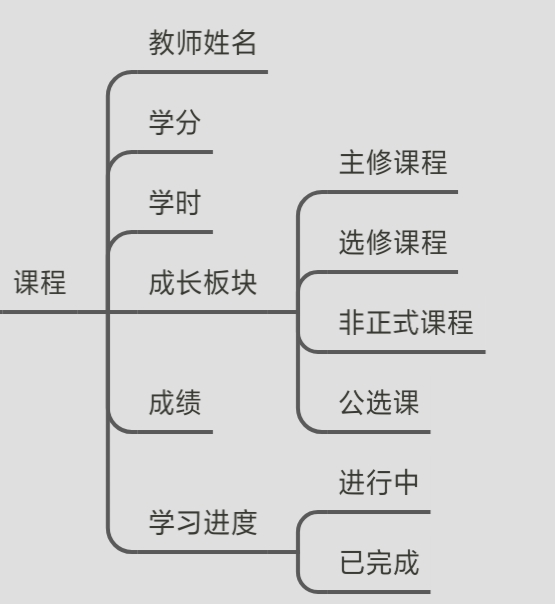 教师姓名
学分
学时
主修课程
选修课程
课程
成长板块
非正式课程
成绩
公选课
进行中
学习进度
已完成